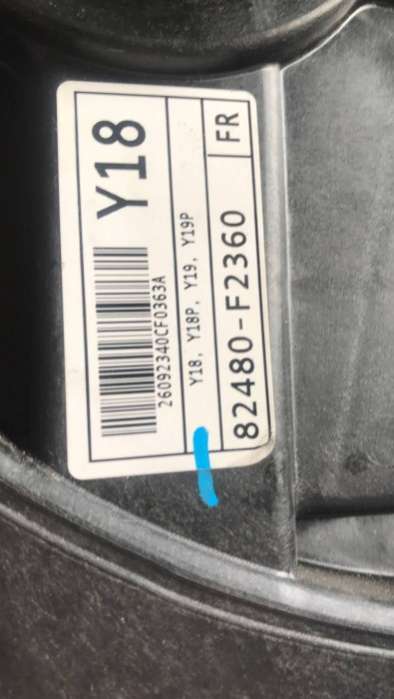 Y18
26092340CF0363A
Y18, Y18P, Y19, Y19P
82480-F2360 FR